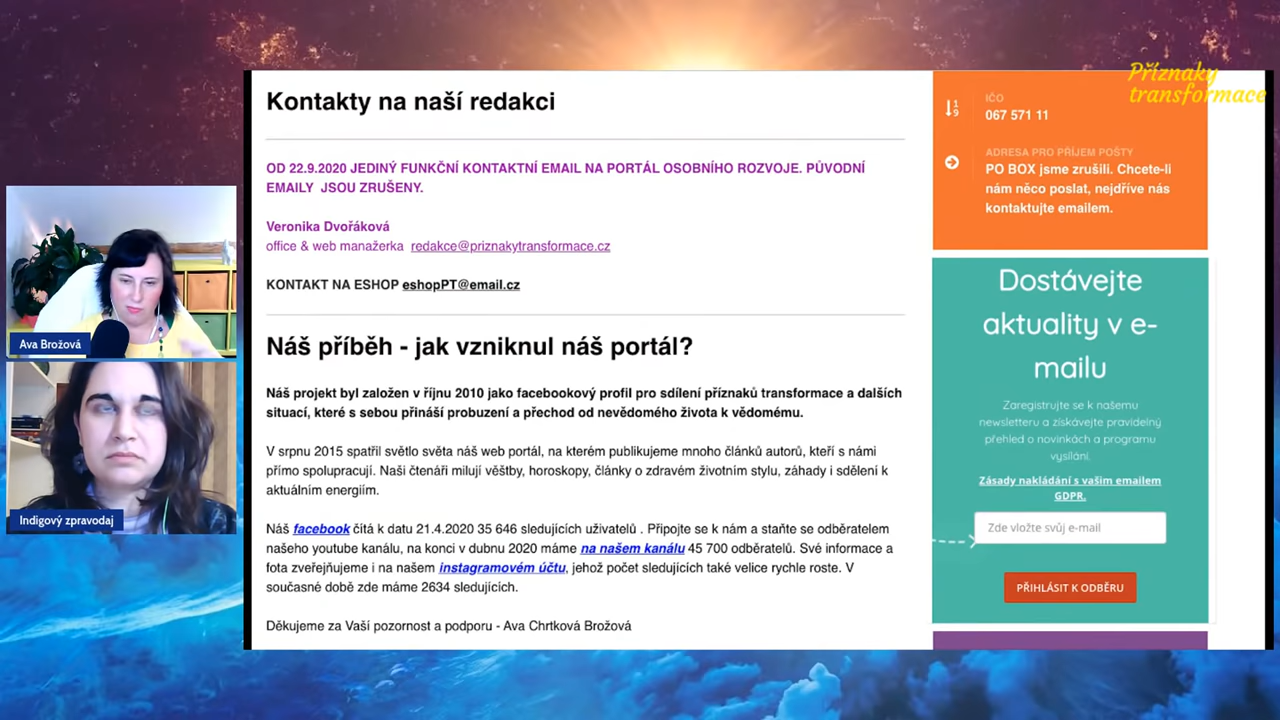 Příznaky
transformace
Kontakty na naší redakci
OD 22.9.2020 JEDINÝ FUNKČNÍ KONTAKTNÍ EMAIL NA PORTÁL OSOBNÍHO ROZVOJE. PŮVODNÍ
EMAILY JSOU ZRUŠENY.
Veronika Dvořáková
office & web manažerka redakce@priznakytransformace.cz
KONTAKT NA ESHOP eshopPT@email.cz
Náš příběh - jak vzniknul náš portál?
Náš projekt byl založen v říjnu 2010 jako facebookový profil pro sdílení příznaků transformace a dalších
situací, které s sebou přináší probuzení a přechod od nevědomého života k vědomému.
V srpnu 2015 spatřil světlo světa náš web portál, na kterém publikujeme mnoho článků autorů, kteří s námi
přímo spolupracují. Naši čtenáři milují věštby, horoskopy, články o zdravém životním stylu, záhady i sdělení k
aktuálním energiím.
Náš facebook čítá k datu 21.4.2020 35 646 sledujících uživatelů . Připojte se k nám a staňte se odběratelem
našeho youtube kanálu, na konci v dubnu 2020 máme na našem kanálu 45 700 odběratelů. Své informace a
fota zveřejňujeme i na našem instagramovém účtu, jehož počet sledujících také velice rychle roste. V
současné době zde máme 2634 sledujících.
Děkujeme za Vaší pozornost a podporu - Ava Chrtková Brožová
IČO
067 571 11
ADRESA PRO PŘÍJEM POŠTY
PO BOX jsme zrušili. Chcete-li
nám něco poslat, nejdříve nás
kontaktujte emailem.
Dostávejte
aktuality v e-
mailu
Zaregistrujte se k našemu
newsletteru a získávejte pravidelný
přehled o novinkách a programu
vysílání.
Zásady nakládání s vašim emailem
GDPR.
Zde vložte svůj e-mail
PŘIHLÁSIT K ODBĚRU
Ava Brožová
Indigový zpravodaj